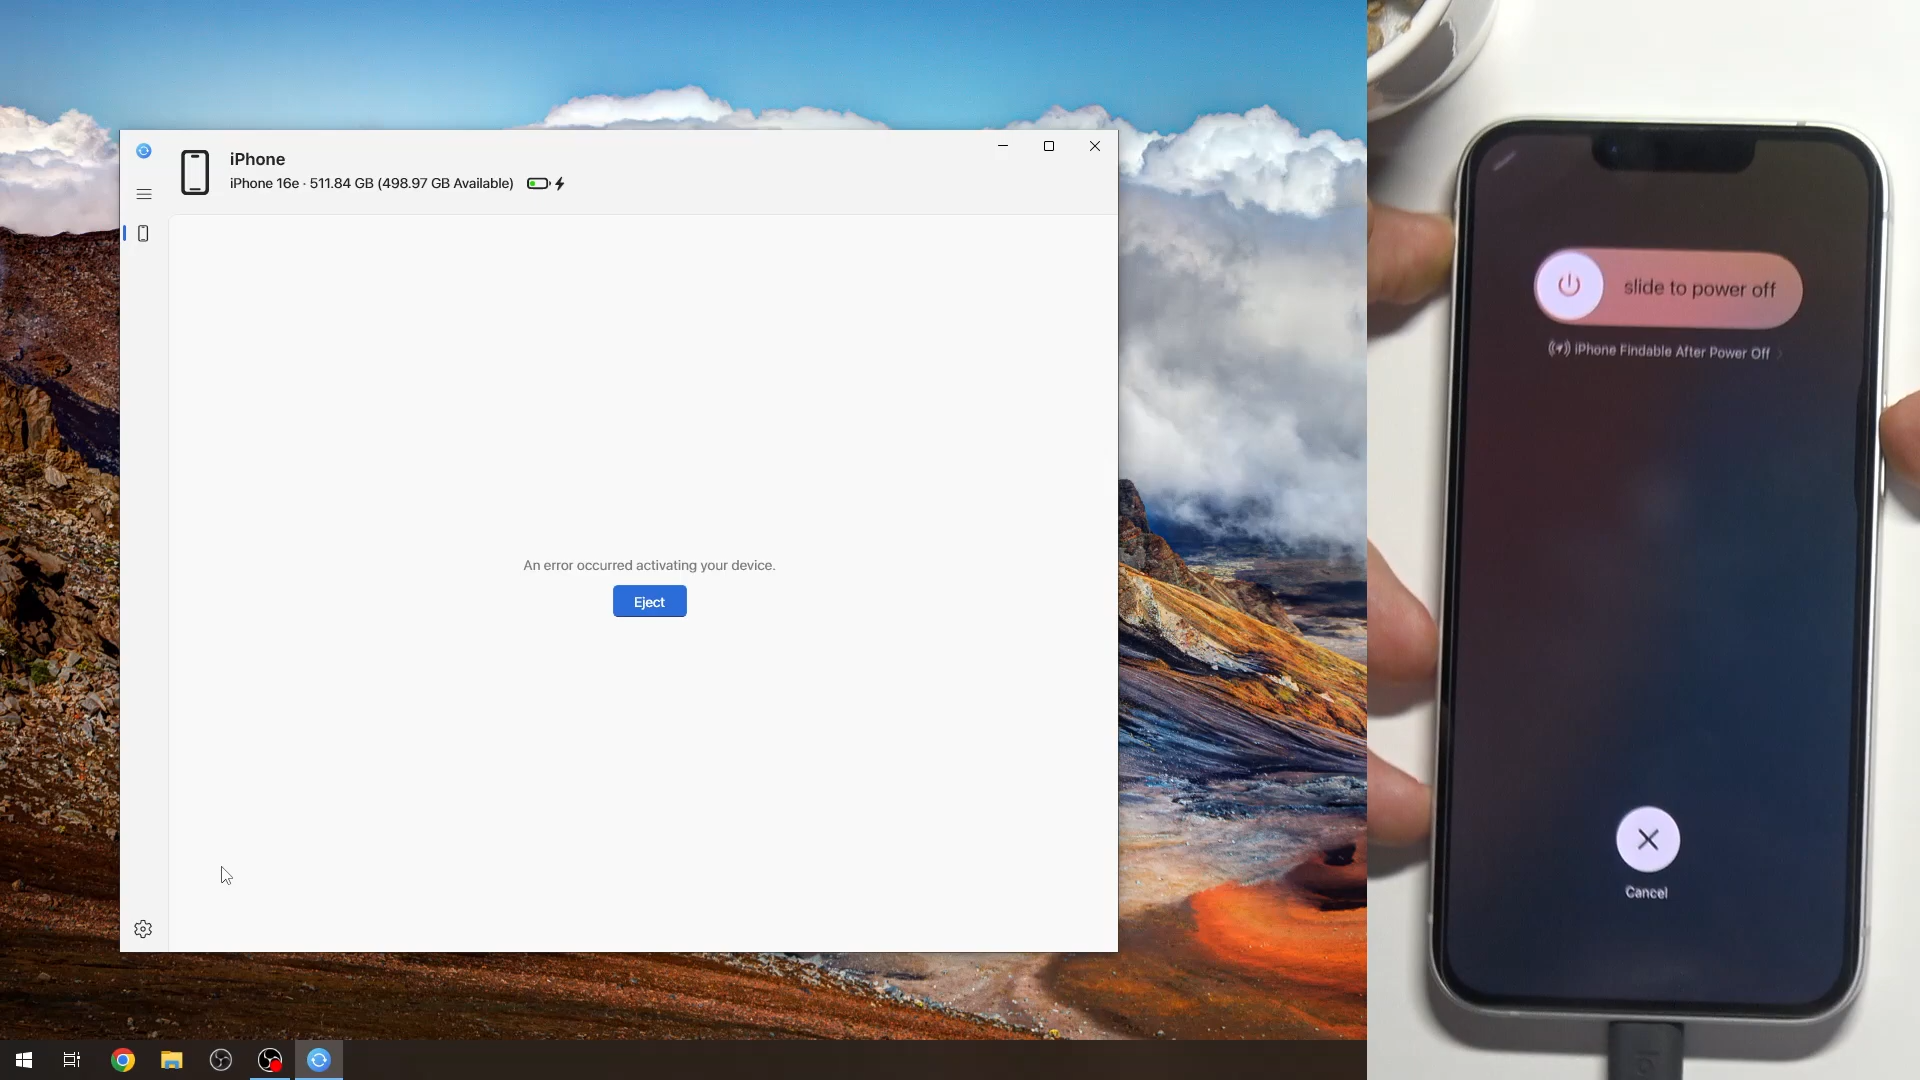 iPhone
iPhone 16e · 511.84 GB (498.97 GB Available)
An error occurred activating your device.
Eject
slide to power off
iPhone Findable After Power Off
Cancel